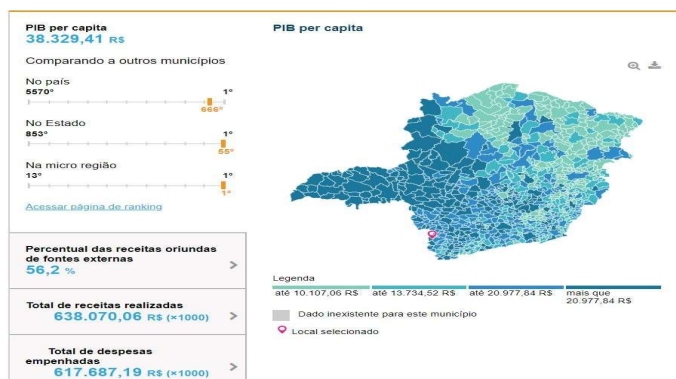 PIB per capita
38.329,41 R$
Comparando a outros municípios
No país
5570º 1º
666º
No Estado
853º 1º
55º
Na micro região
13º 1º
1º
Acessar página de ranking
Percentual das receitas oriundas
de fontes externas
56,2 %
Total de receitas realizadas
638.070,06 R$ (×1000)
Total de despesas
empenhadas
617.687,19 R$ (×1000)
PIB per capita
Legenda
até 10.107,06 R$ até 13.734,52 R$ até 20.977,84 R$ mais que
20.977,84 R$
Dado inexistente para este município
Local selecionado